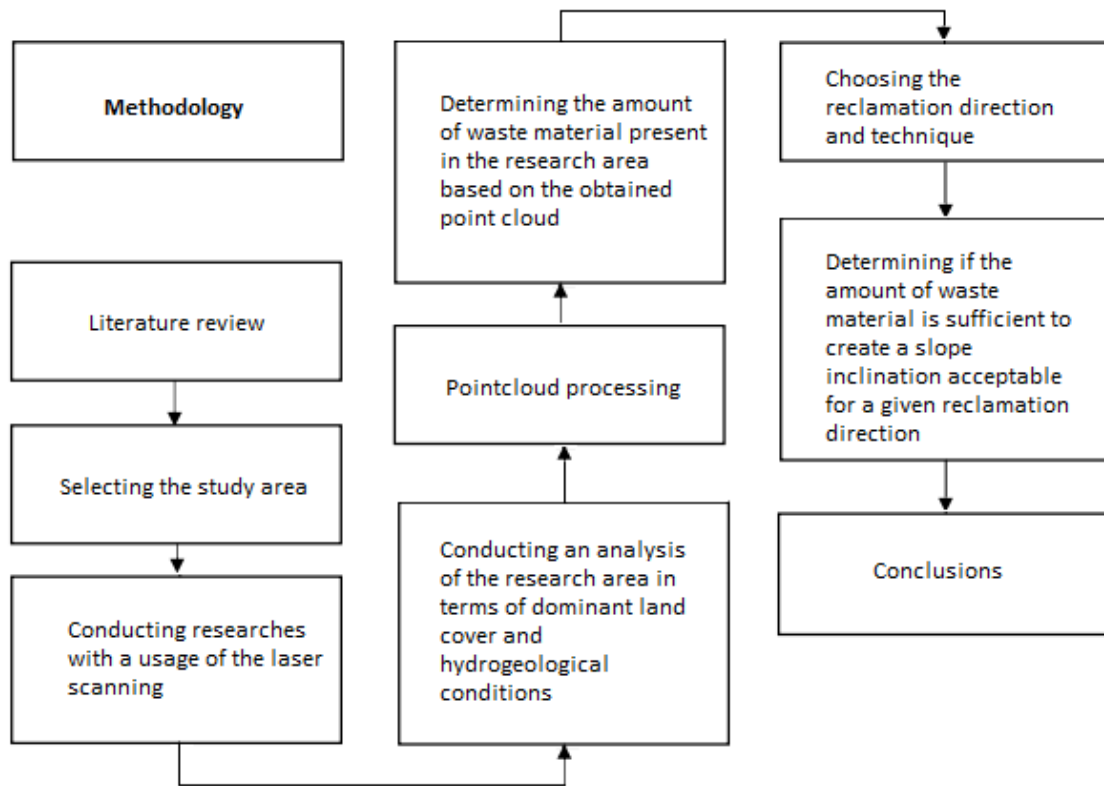 Methodology
Literature review
Selecting the study area
Conducting researches
with a usage of the laser
scanning
Conducting an analysis
of the research area in
terms of dominant land
cover and
hydrogeological
conditions
Pointcloud processing
Determining the amount
of waste material present
in the research area
based on the obtained
point cloud
Choosing the
reclamation direction
and technique
Determining if the
amount of waste
material is sufficient to
create a slope
inclination acceptable
for a given reclamation
direction
Conclusions